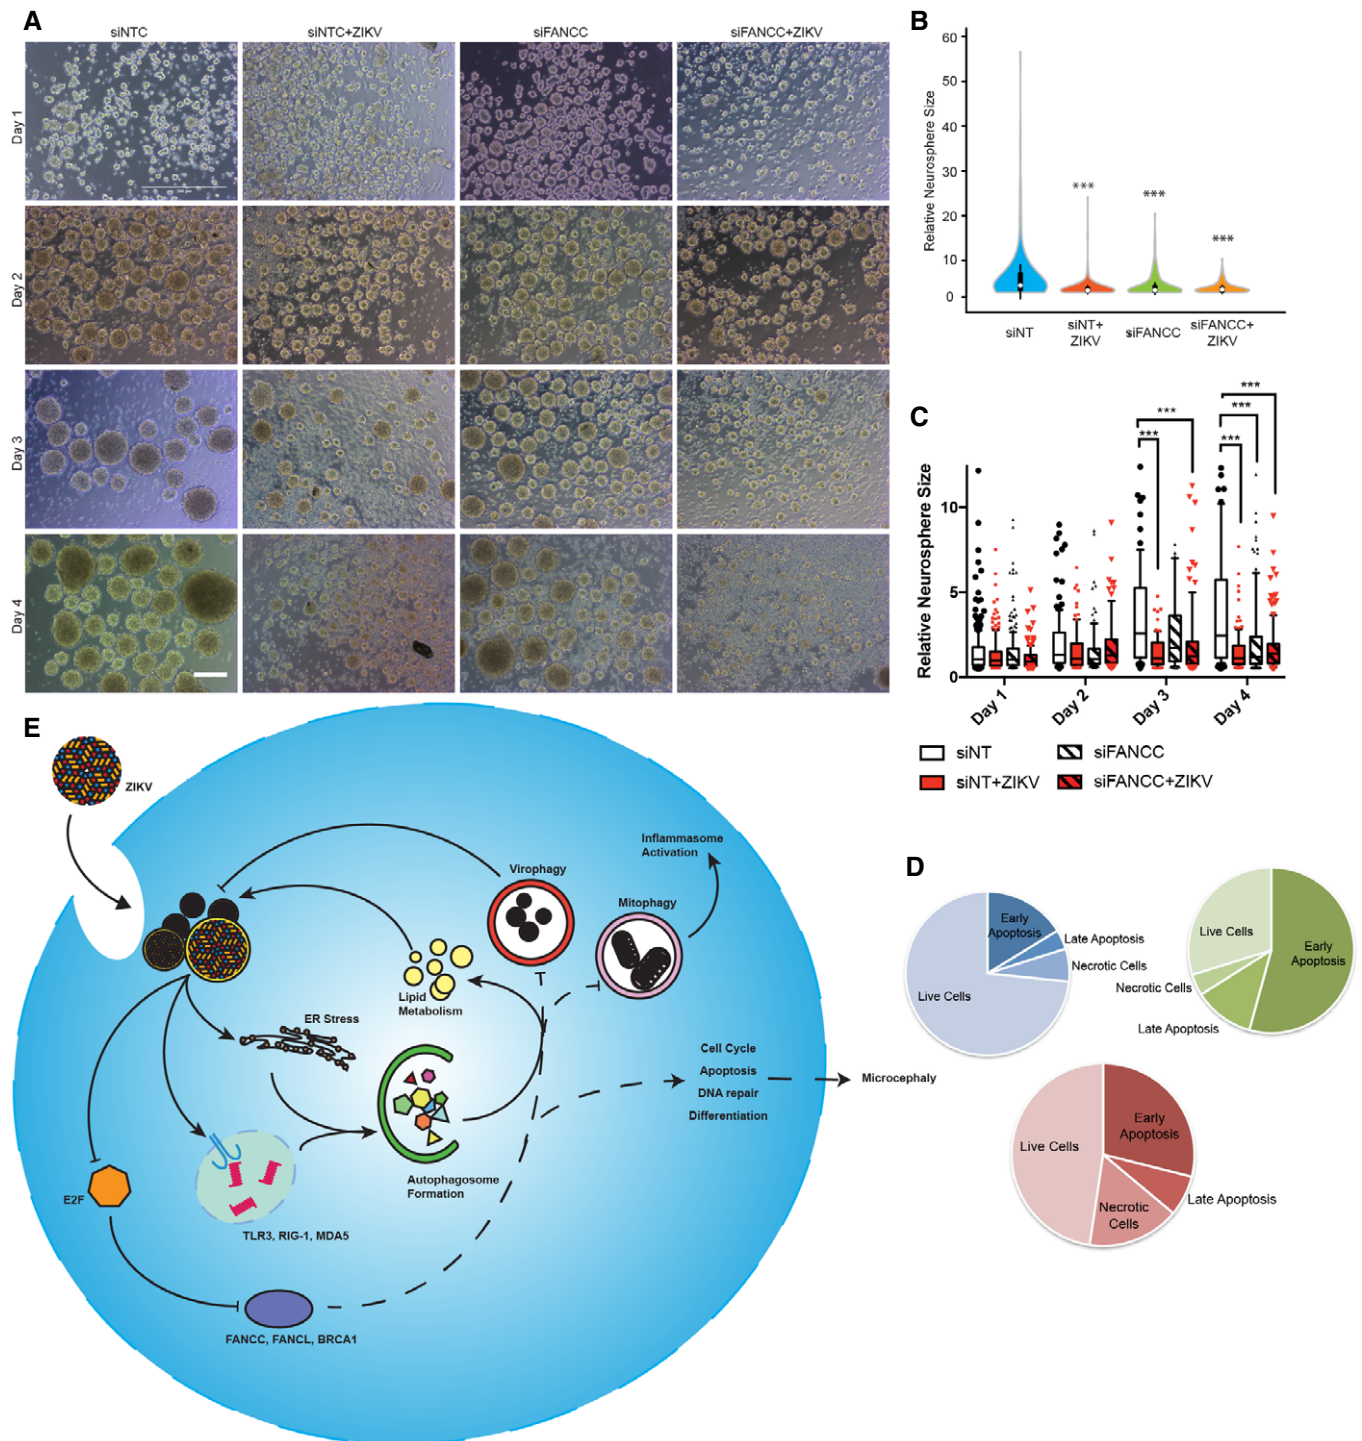 A
siNTC
siNTC+ZIKV
siFANCC
siFANCC+ZIKV
Day 1
Day 2
Day 3
Day 4
B
Relative Neurosphere Size
60
50
40
30
20
10
0
***
***
***
siNT
siNT+
ZIKV
siFANCC
siFANCC+
ZIKV
C
Relative Neurosphere Size
10
5
0
***
***
***
***
***
Day 1
Day 2
Day 3
Day 4
siNT
siFANCC
siNT+ZIKV
siFANCC+ZIKV
D
Early
Apoptosis
Late Apoptosis
Necrotic Cells
Live Cells
Live Cells
Early
Apoptosis
Necrotic Cells
Late Apoptosis
Live Cells
Early
Apoptosis
Late Apoptosis
Necrotic
Cells
E
ZIKV
Virophagy
Inflammasome
Activation
Mitophagy
Lipid
Metabolism
ER Stress
Cell Cycle
Apoptosis
DNA repair
Differentiation
Microcephaly
Autophagosome
Formation
E2F
TLR3, RIG-1, MDA5
FANCC, FANCL, BRCA1